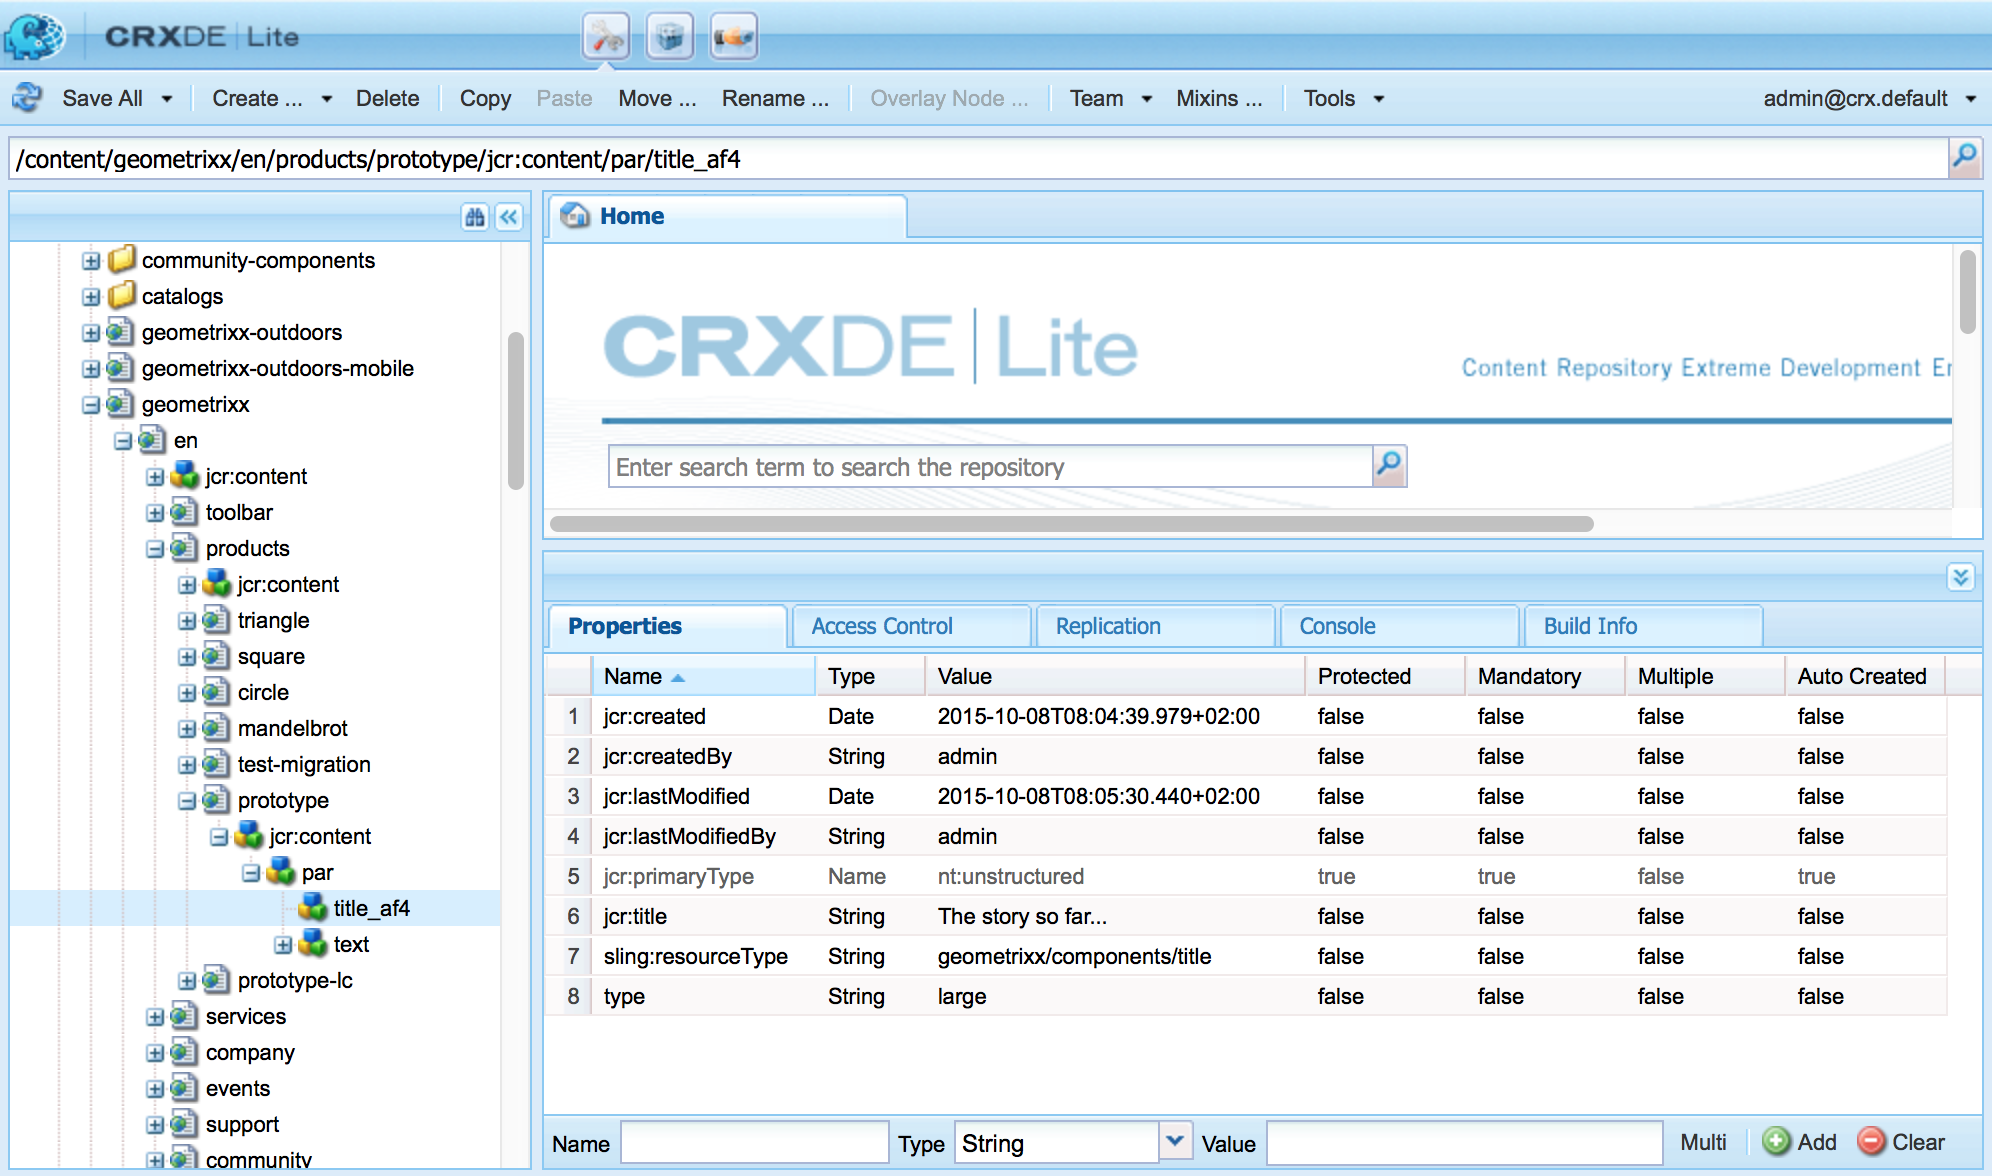 CRXDE | Lite
Save All Create ... Delete Copy Paste Move ... Rename ... Overlay Node ... Team Mixins ... Tools admin@crx.default
/content/geometrixx/en/products/prototype/jcr:content/par/title_af4
community-components
catalogs
geometrixx-outdoors
geometrixx-outdoors-mobile
geometrixx
en
jcr:content
toolbar
products
jcr:content
triangle
square
circle
mandelbrot
test-migration
prototype
jcr:content
par
title_af4
text
prototype-lc
services
company
events
support
community
Home
CRXDE | Lite
Content Repository Extreme Development
Enter search term to search the repository
Properties Access Control Replication Console Build Info
Name Type Value Protected Mandatory Multiple Auto Created
1 jcr:created Date 2015-10-08T08:04:39.979+02:00 false false false false
2 jcr:createdBy String admin false false false false
3 jcr:lastModified Date 2015-10-08T08:05:30.440+02:00 false false false false
4 jcr:lastModifiedBy String admin false false false false
5 jcr:primaryType Name nt:unstructured true true false true
6 jcr:title String The story so far... false false false false
7 sling:resourceType String geometrixx/components/title false false false false
8 type String large false false false false
Name Type String Value Multi Add Clear